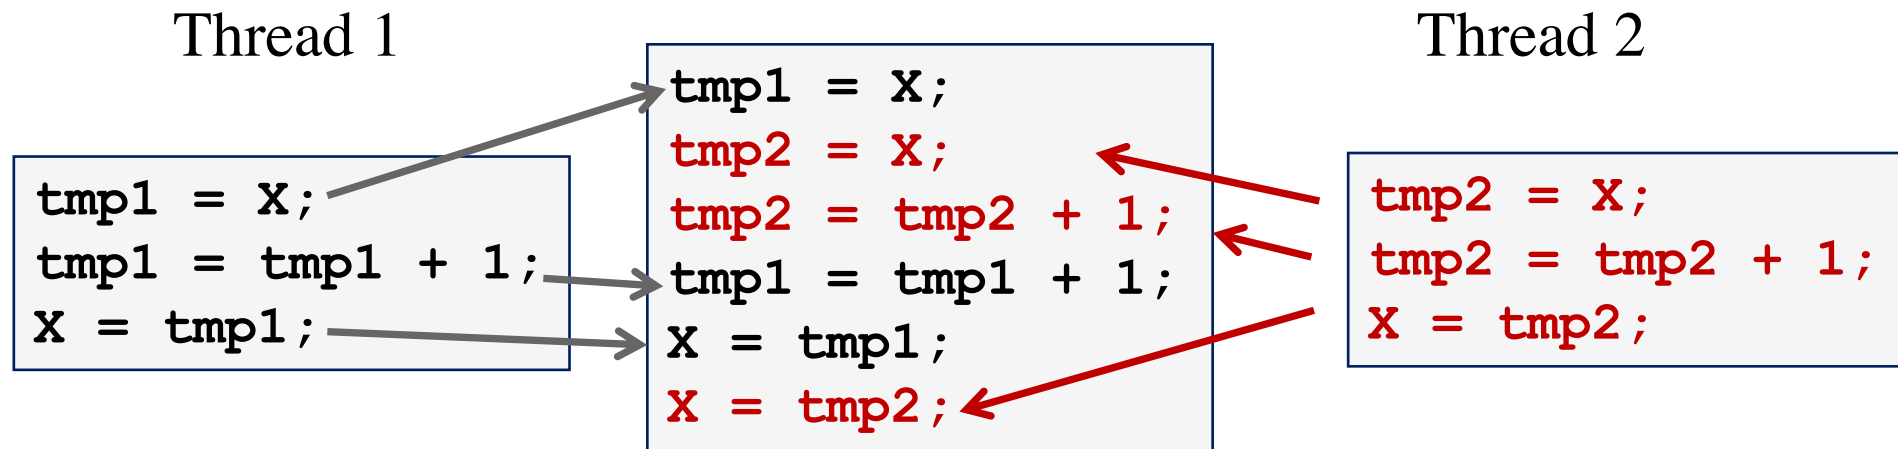 Thread 1
Thread 2
tmp1 = X;
tmp1 = tmp1 + 1;
X = tmp1;
tmp1 = X;
tmp2 = X;
tmp2 = tmp2 + 1;
tmp1 = tmp1 + 1;
X = tmp1;
X = tmp2;
tmp2 = X;
tmp2 = tmp2 + 1;
X = tmp2;